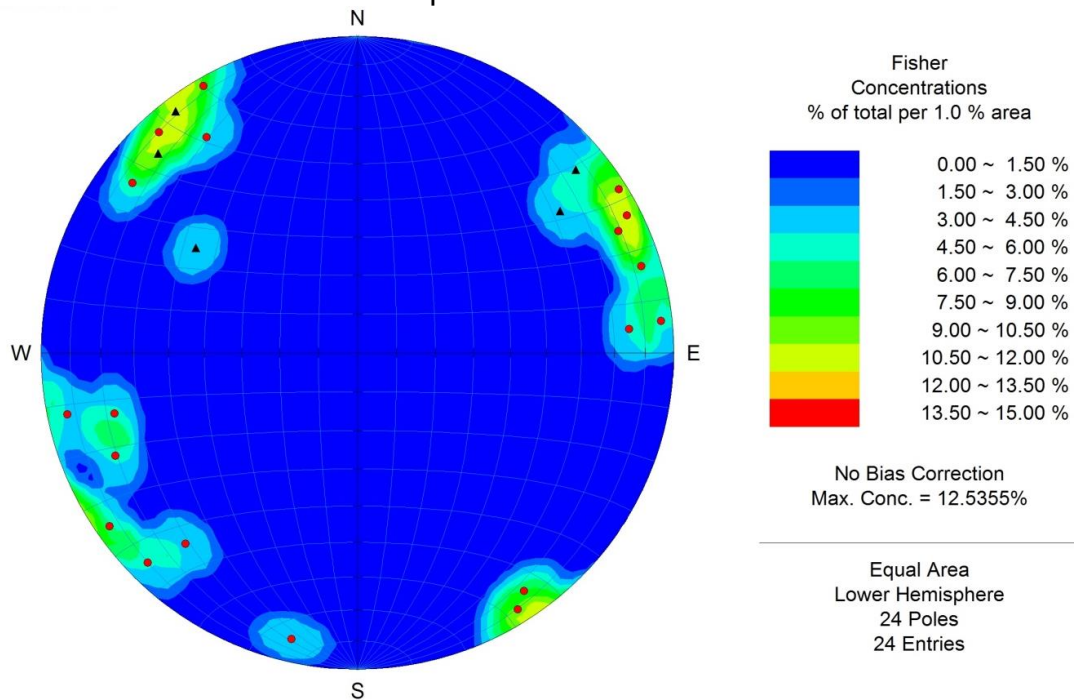 N
W
E
S
Fisher
Concentrations
% of total per 1.0 % area
0.00 ~ 1.50 %
1.50 ~ 3.00 %
3.00 ~ 4.50 %
4.50 ~ 6.00 %
6.00 ~ 7.50 %
7.50 ~ 9.00 %
9.00 ~ 10.50 %
10.50 ~ 12.00 %
12.00 ~ 13.50 %
13.50 ~ 15.00 %
No Bias Correction
Max. Conc. = 12.5355%
Equal Area
Lower Hemisphere
24 Poles
24 Entries